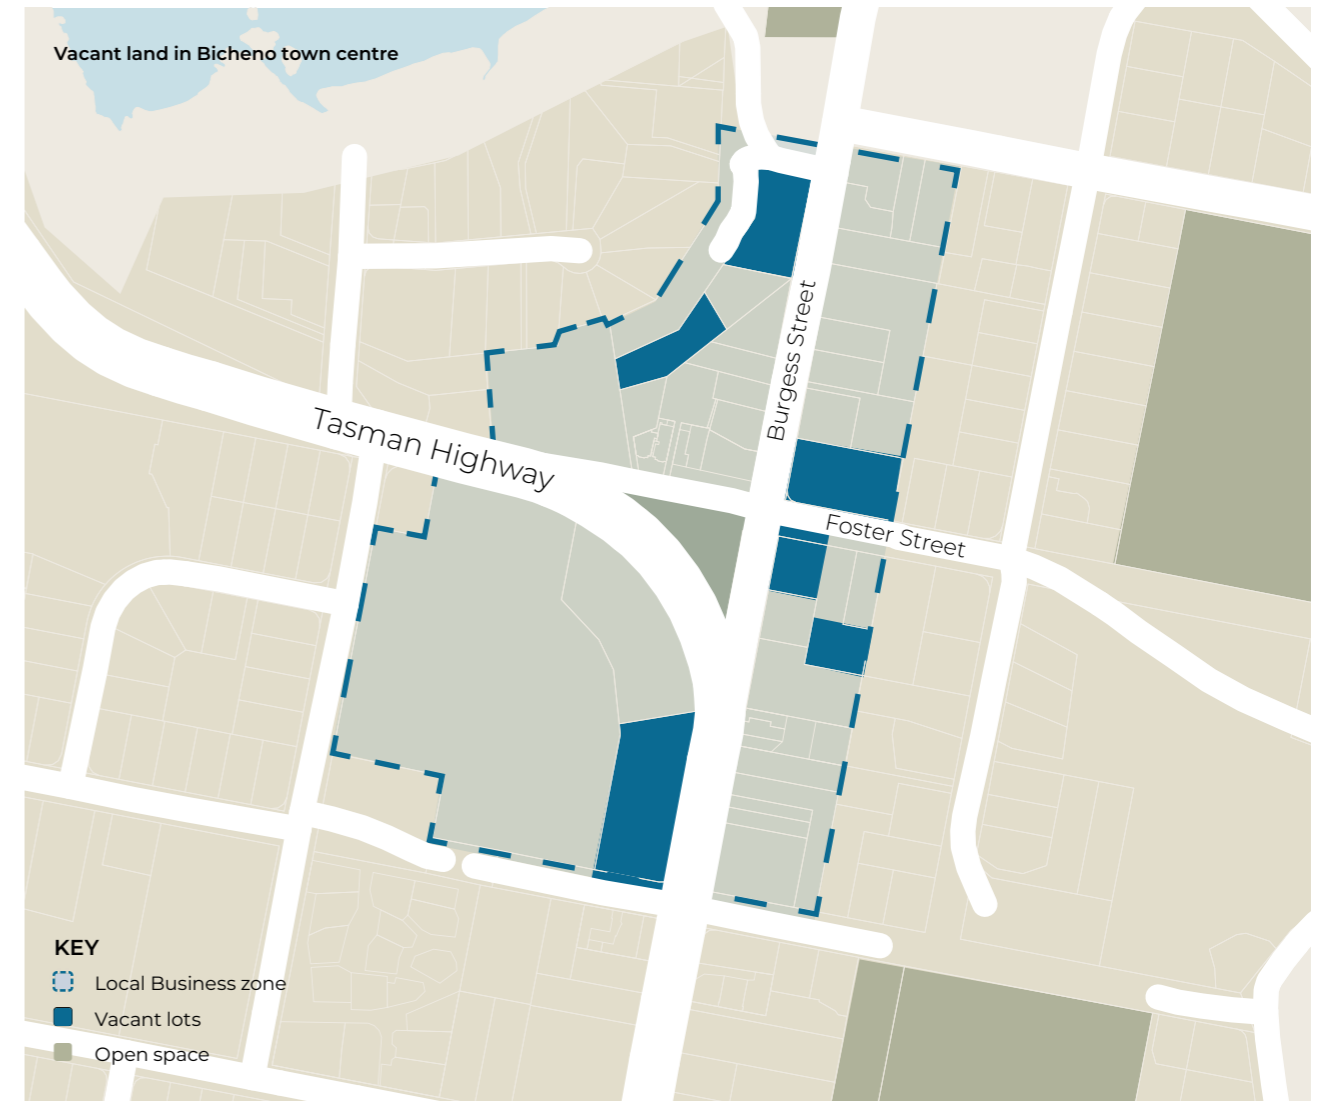 Vacant land in Bicheno town centre
Burgess Street
Tasman Highway
Foster Street
KEY
Local Business zone
Vacant lots
Open space